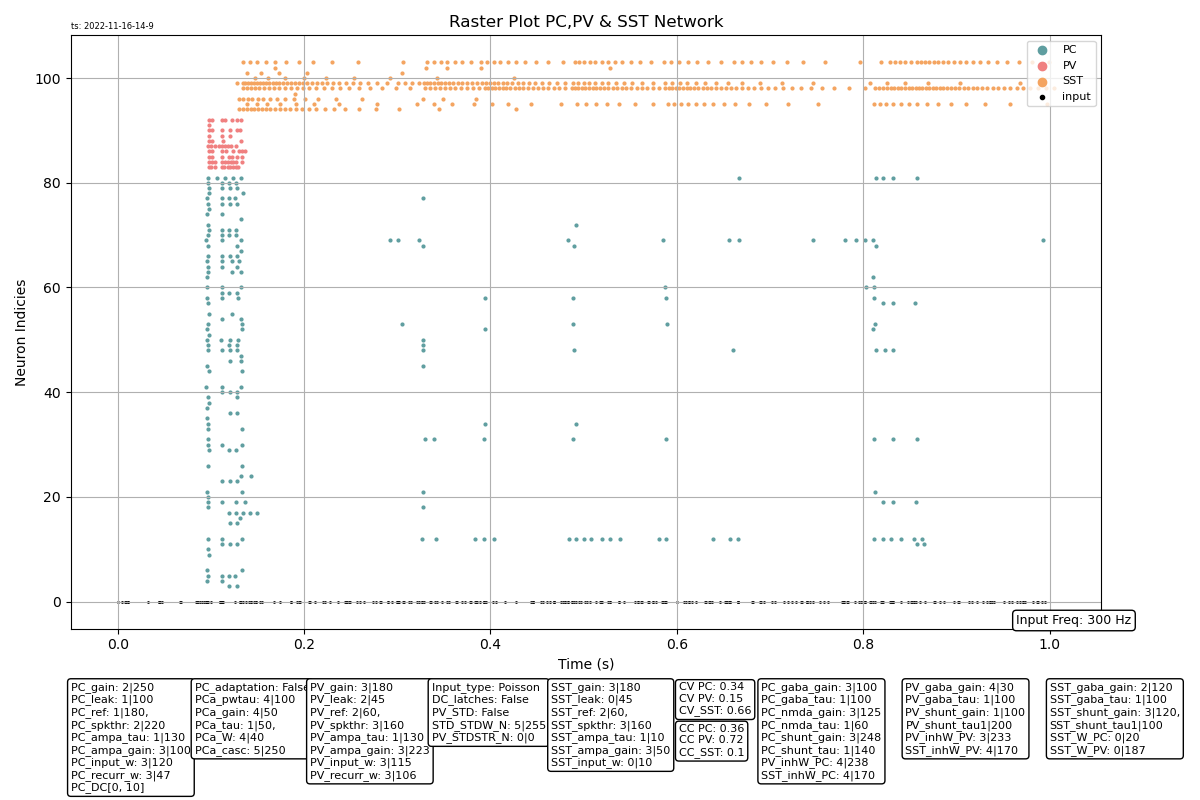 ts: 2022-11-16-14-9
Raster Plot PC,PV & SST Network
PC
PV
SST
input
Neuron Indicies
100
80
60
40
20
0
0.0
0.2
0.4
0.6
0.8
1.0
Time (s)
Input Freq: 300 Hz
PC_gain: 2|250
PC_leak: 1|100
PC_ref: 1|180,
PC_spkthr: 2|220
PC_ampa_tau: 1|130
PC_ampa_gain: 3|100
PC_input_w: 3|120
PC_recurr_w: 3|47
PC_DC[0, 10]
PC_adaptation: False
PCa_pwtau: 4|100
PCa_gain: 4|50
PCa_tau: 1|50,
PCa_W: 4|40
PCa_casc: 5|250
PV_gain: 3|180
PV_leak: 2|45
PV_ref: 2|60,
PV_spkthr: 3|160
PV_ampa_tau: 1|130
PV_ampa_gain: 3|223
PV_input_w: 3|115
PV_recurr_w: 3|106
Input_type: Poisson
DC_latches: False
PV_STD: False
STD_STDW_N: 5|255
PV_STDSTR_N: 0|0
SST_gain: 3|180
SST_leak: 0|45
SST_ref: 2|60,
SST_spkthr: 3|160
SST_ampa_tau: 1|10
SST_ampa_gain: 3|50
SST_input_w: 0|10
CV PC: 0.34
CV PV: 0.15
CV_SST: 0.66
CC PC: 0.36
CC PV: 0.72
CC_SST: 0.1
PC_gaba_gain: 3|100
PC_gaba_tau: 1|100
PC_nmda_gain: 3|125
PC_nmda_tau: 1|60
PC_shunt_gain: 3|248
PC_shunt_tau: 1|140
PV_inhW_PC: 4|238
SST_inhW_PC: 4|170
PV_gaba_gain: 4|30
PV_gaba_tau: 1|100
PV_shunt_gain: 1|100
PV_shunt_tau1|200
PV_inhW_PV: 3|233
SST_inhW_PV: 4|170
SST_gaba_gain: 2|120
SST_gaba_tau: 1|100
SST_shunt_gain: 3|120,
SST_shunt_tau1|100
SST_W_PC: 0|20
SST_W_PV: 0|187